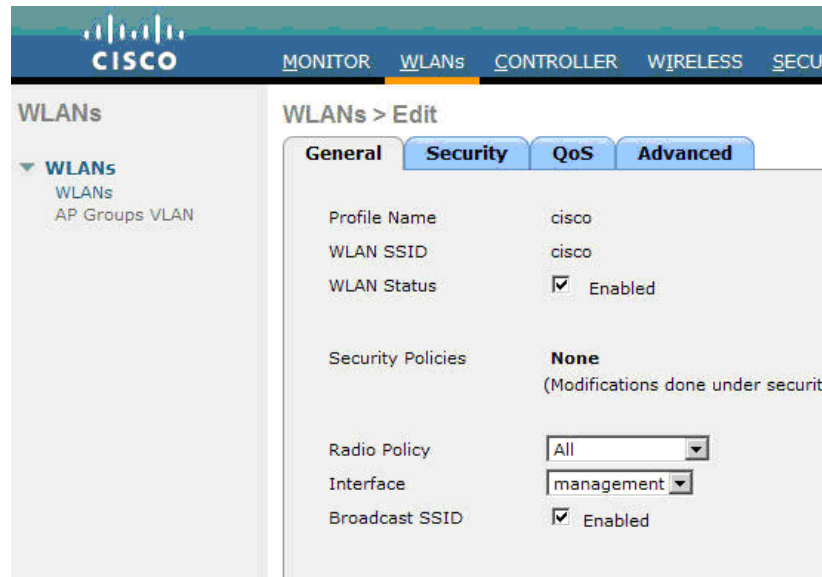 CISCO
MONITOR WLANs CONTROLLER WIRELESS SECU
WLANs
WLANs
WLANs
AP Groups VLAN
WLANs > Edit
General Security QoS Advanced
Profile Name cisco
WLAN SSID cisco
WLAN Status Enabled
Security Policies None
(Modifications done under securit
Radio Policy All
Interface management
Broadcast SSID Enabled